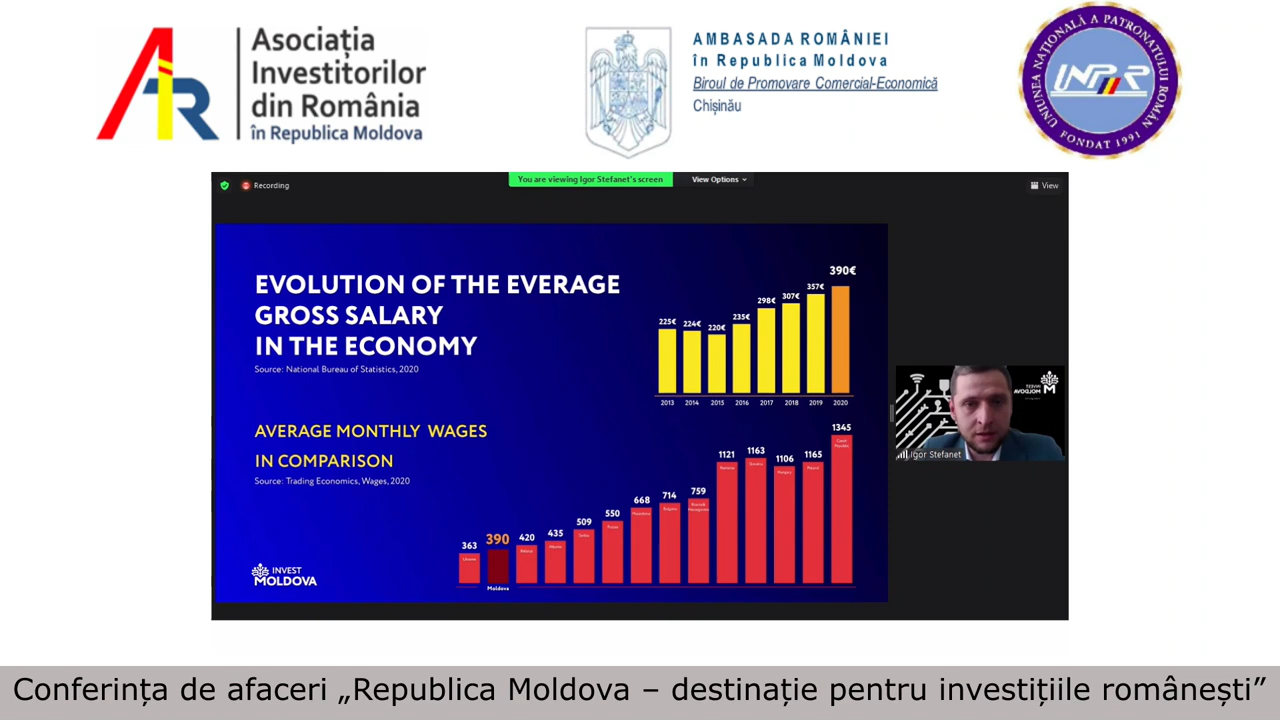 Asociația
Investitorilor
din România
în Republica Moldova
AMBASADA ROMÂNIEI
în Republica Moldova
Biroul de Promovare Comercial-Economică
Chișinău
UNIUNEA NAȚIONALĂ A PATRONATULUI ROMÂN
UNPR
FONDAT 1991
Recording
You are viewing Igor Stefanet's screen
View Options
View
EVOLUTION OF THE EVERAGE
GROSS SALARY
IN THE ECONOMY
Source: National Bureau of Statistics, 2020
225€ 224€ 220€ 235€ 298€ 307€ 357€ 390€
2013 2014 2015 2016 2017 2018 2019 2020
AVERAGE MONTHLY WAGES
IN COMPARISON
Source: Trading Economics, Wages, 2020
363 390 420 435 509 550 668 714 759 1121 1163 1106 1165 1345
Moldova
INVEST
MOLDOVA
INVEST
MOLDOVA
Igor Stefanet
Conferința de afaceri „Republica Moldova – destinație pentru investițiile românești”